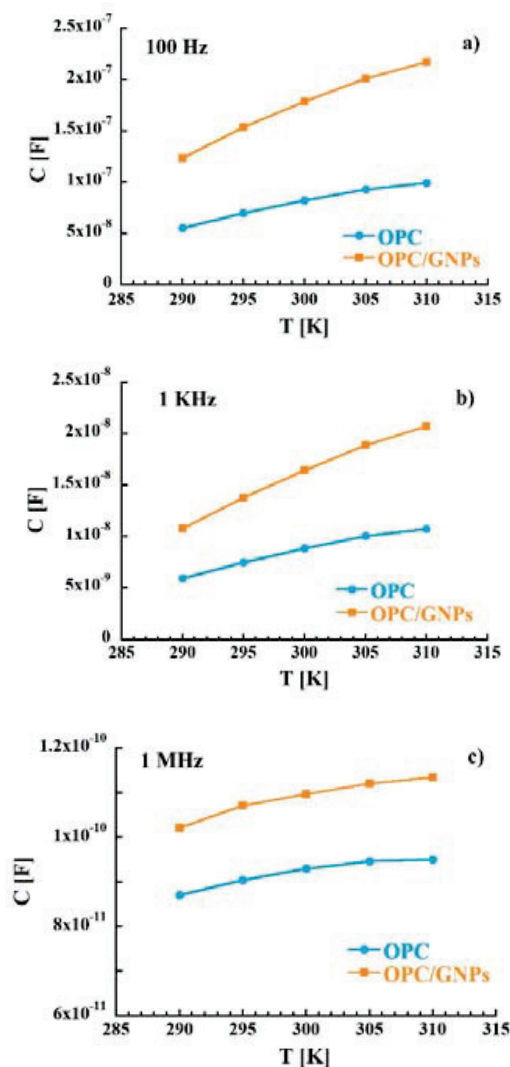 100 Hz
a)
2.5x10⁻⁷
2x10⁻⁷
1.5x10⁻⁷
1x10⁻⁷
5x10⁻⁸
0
C [F]
OPC
OPC/GNPs
285 290 295 300 305 310 315
T [K]
1 KHz
b)
2.5x10⁻⁸
2x10⁻⁸
1.5x10⁻⁸
1x10⁻⁸
5x10⁻⁹
0
C [F]
OPC
OPC/GNPs
285 290 295 300 305 310 315
T [K]
1 MHz
c)
1.2x10⁻¹⁰
1x10⁻¹⁰
8x10⁻¹¹
6x10⁻¹¹
C [F]
OPC
OPC/GNPs
285 290 295 300 305 310 315
T [K]